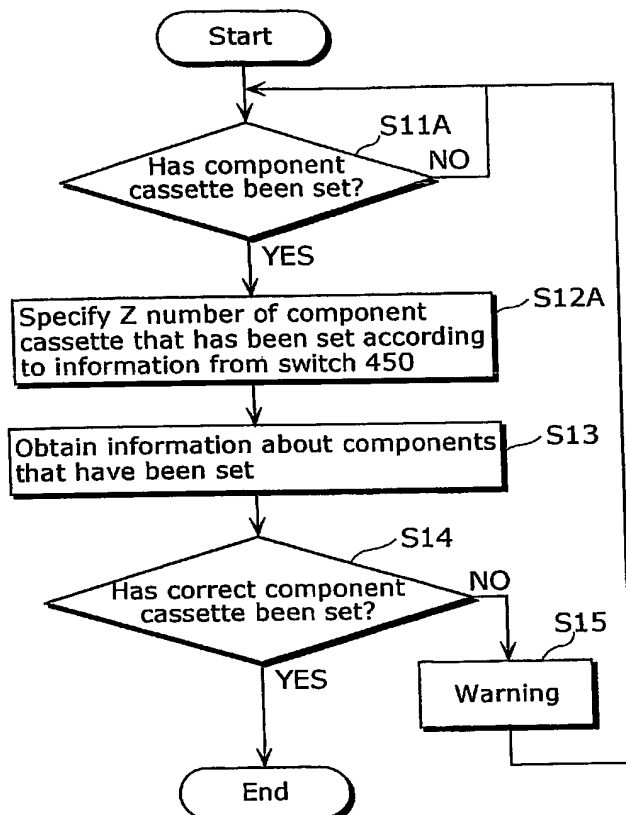 Start
S11A
Has component
cassette been set?
NO
YES
S12A
Specify Z number of component
cassette that has been set according
to information from switch 450
S13
Obtain information about components
that have been set
S14
Has correct component
cassette been set?
NO
YES
S15
Warning
End